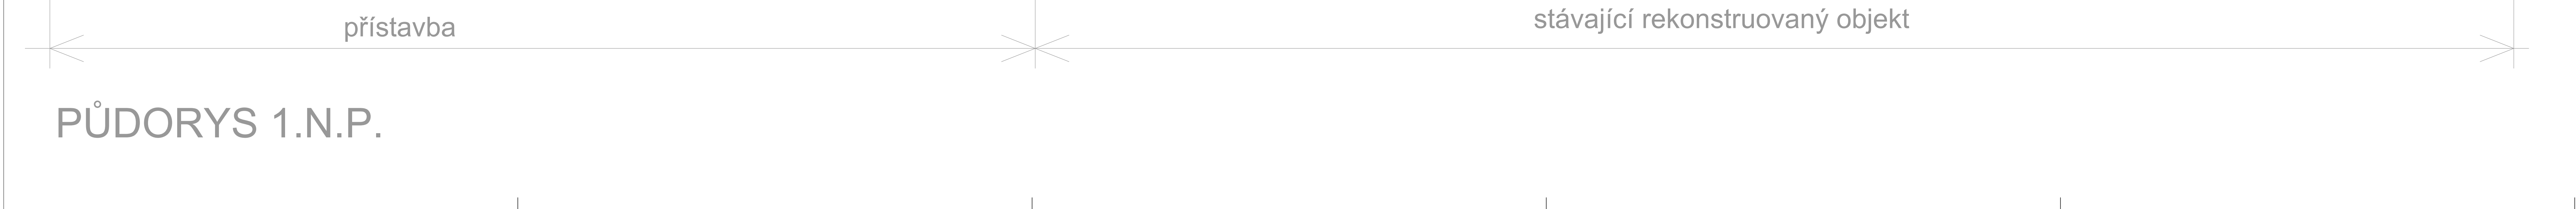 přístavba
stávající rekonstruovaný objekt
PŮDORYS 1.N.P.